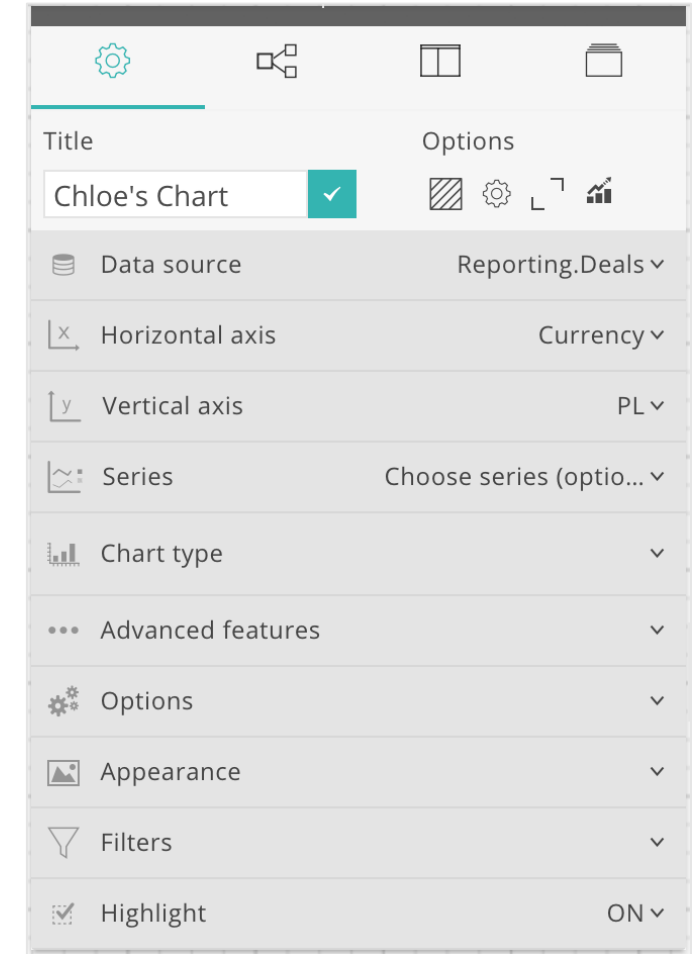 Title
Options
Chloe's Chart
Data source
Reporting.Deals
x
Horizontal axis
Currency
y
Vertical axis
PL
Series
Choose series (optio...
Chart type
Advanced features
Options
Appearance
Filters
Highlight
ON